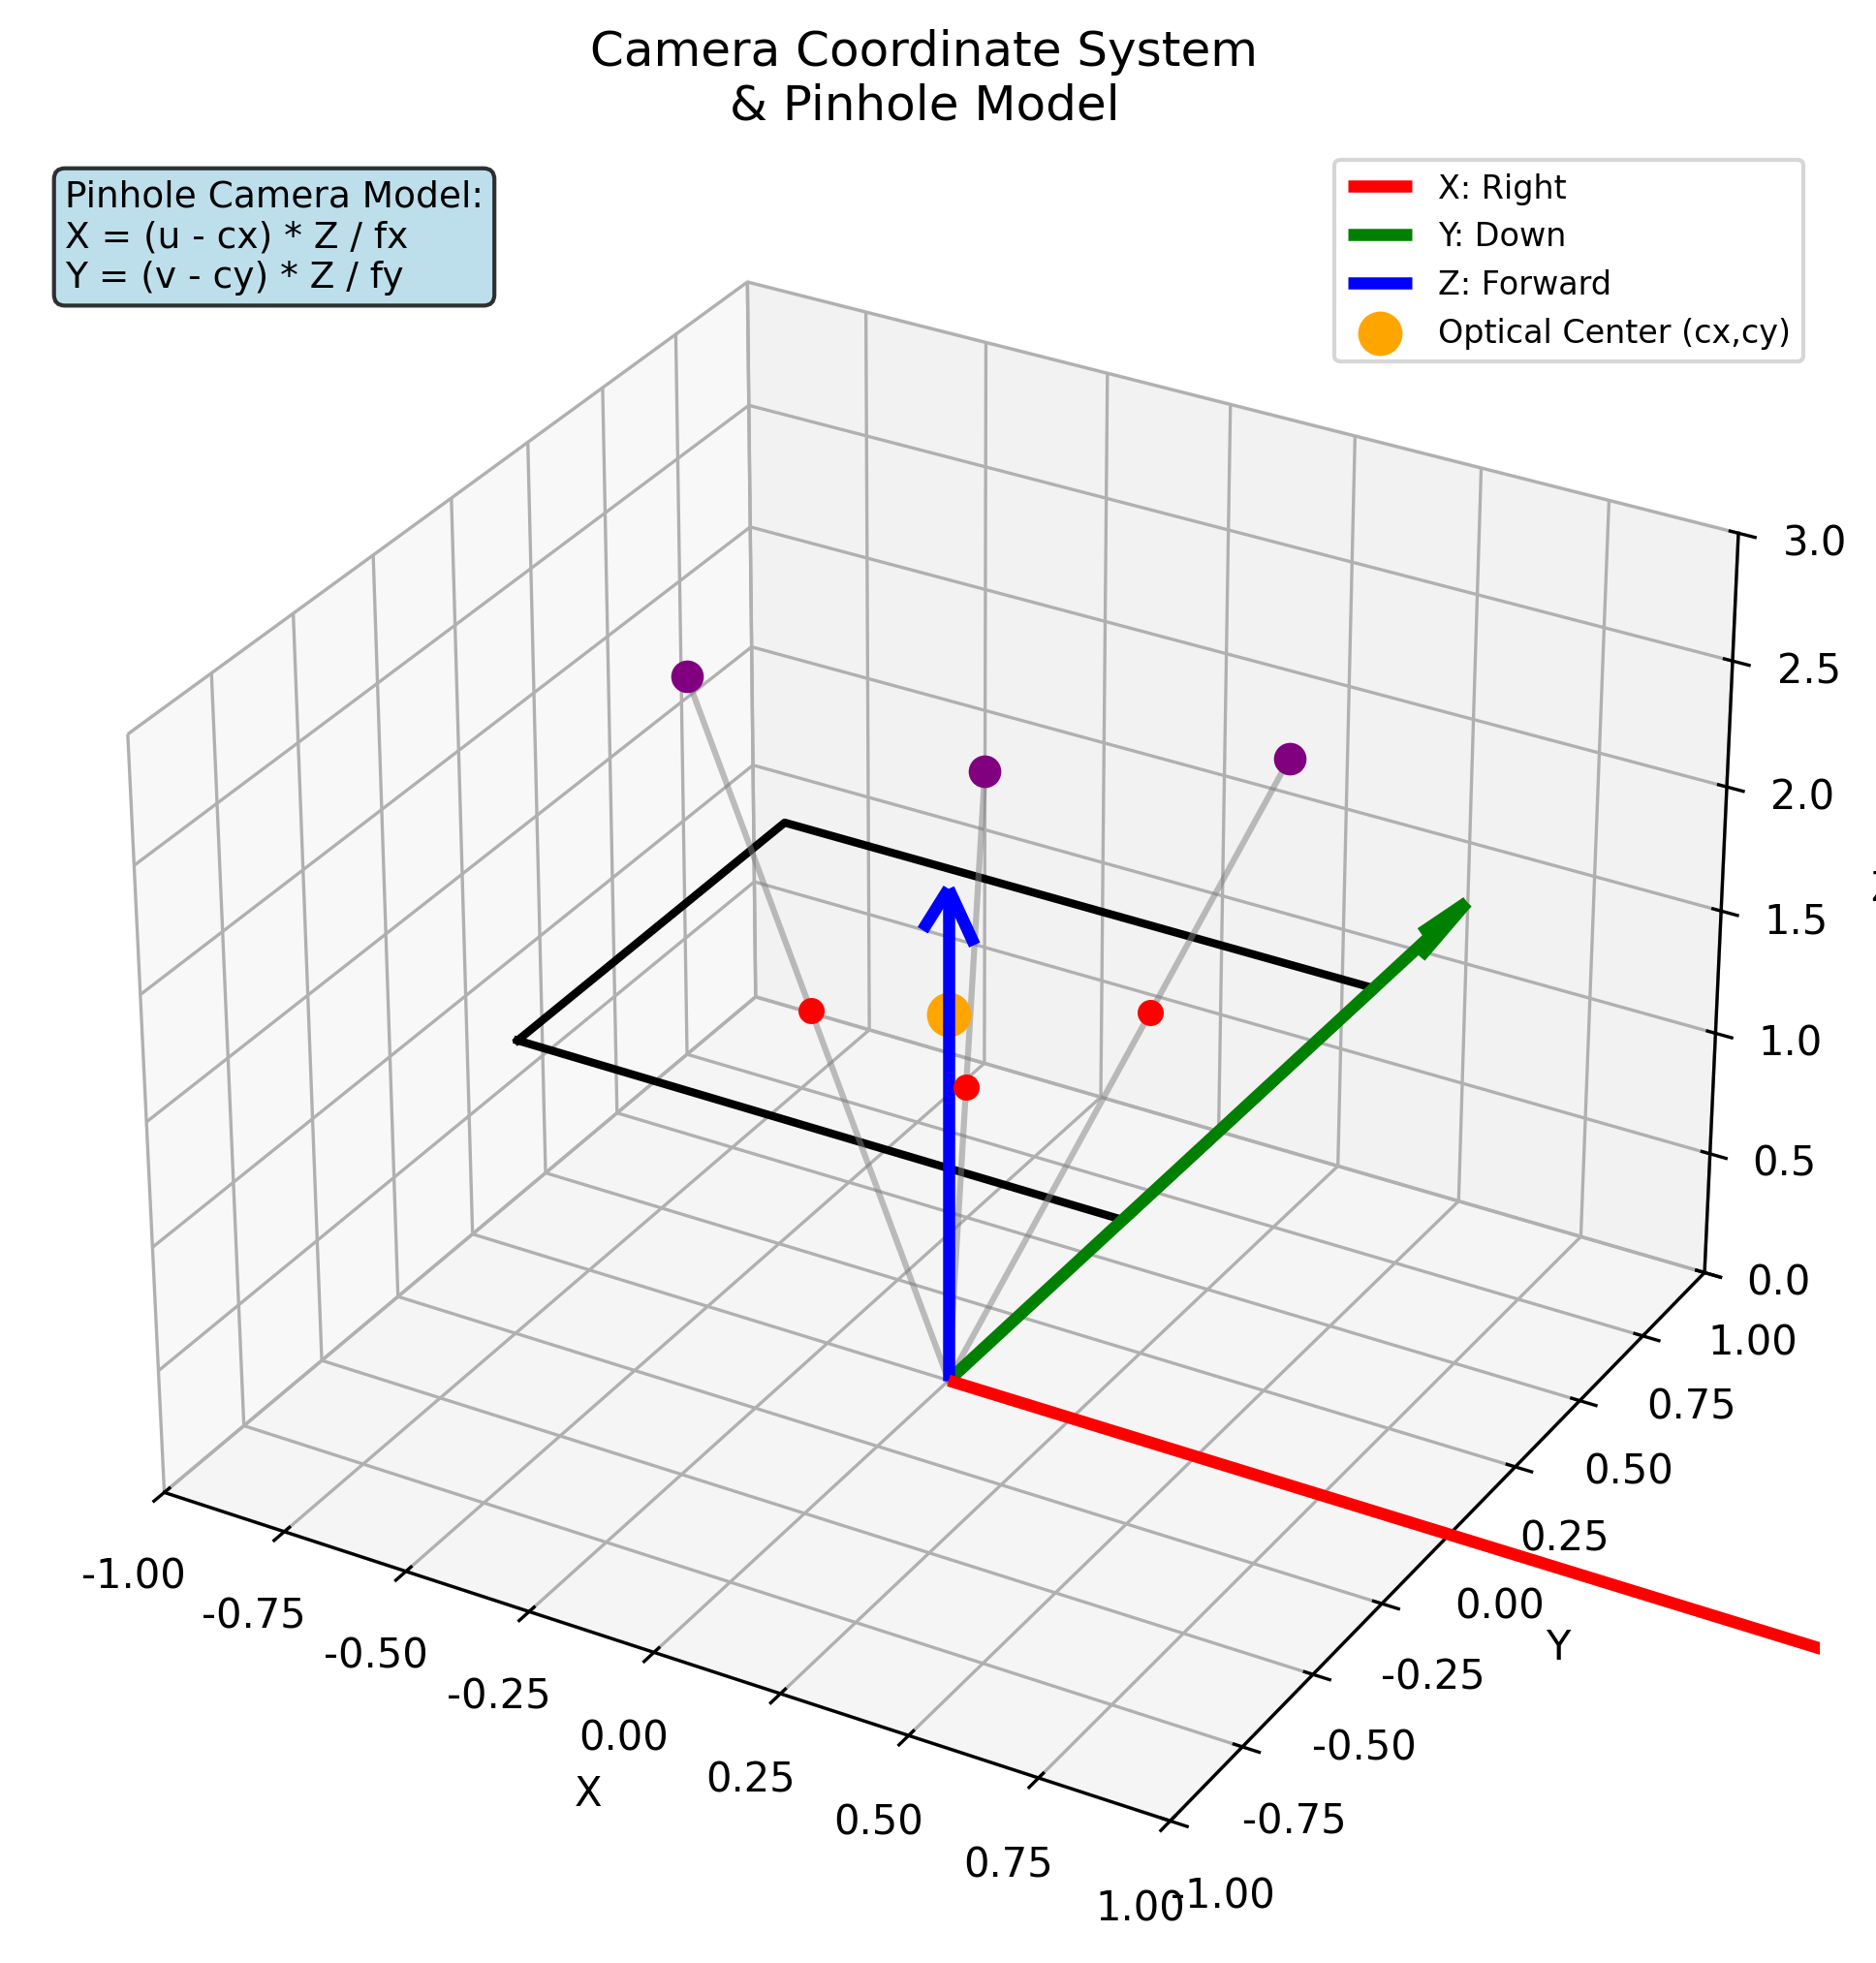 Camera Coordinate System
& Pinhole Model
Pinhole Camera Model:
X = (u - cx) * Z / fx
Y = (v - cy) * Z / fy
X: Right
Y: Down
Z: Forward
Optical Center (cx,cy)
3.0
2.5
2.0
1.5
1.0
0.5
0.0
1.00
0.75
0.50
0.25
0.00
-0.25
-0.50
-0.75
-1.00
Y
-1.00
-0.75
-0.50
-0.25
0.00
0.25
0.50
0.75
1.00
X